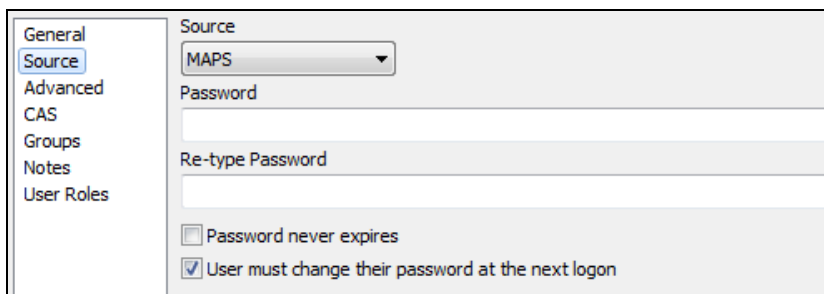 General
Source
Advanced
CAS
Groups
Notes
User Roles
Source
MAPS
Password
Re-type Password
Password never expires
User must change their password at the next logon